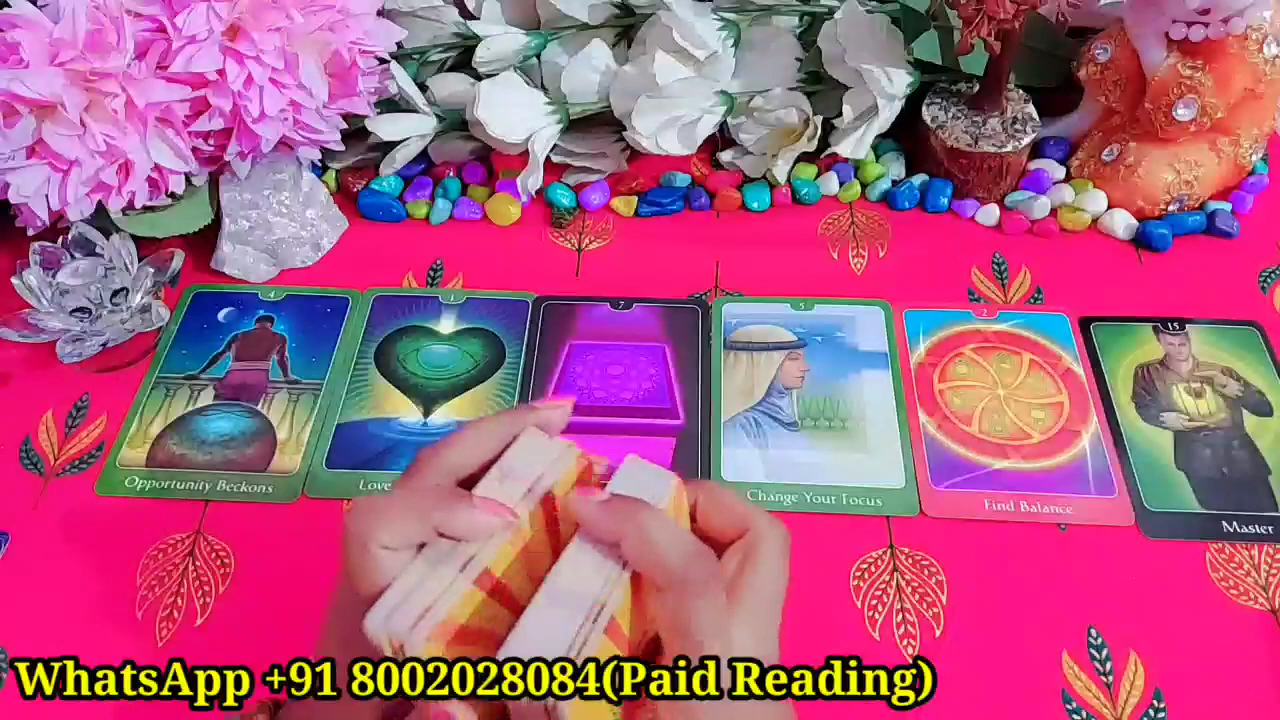 4
1
7
5
2
15
Opportunity Beckons
Love
Change Your Focus
Find Balance
Master
WhatsApp +91 8002028084(Paid Reading)